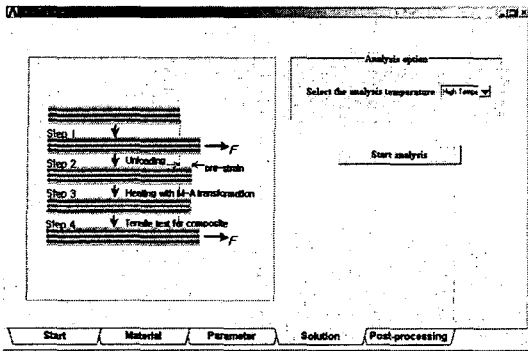 Analysis option
Select the analysis temperature High Tempe
Start analysis
Step 1
F
Step 2 Unloading
pre-strain
Step 3 Heating with M-A transformation
Step 4 Tensile test for composite
F
Start Material Parameter Solution Post-processing